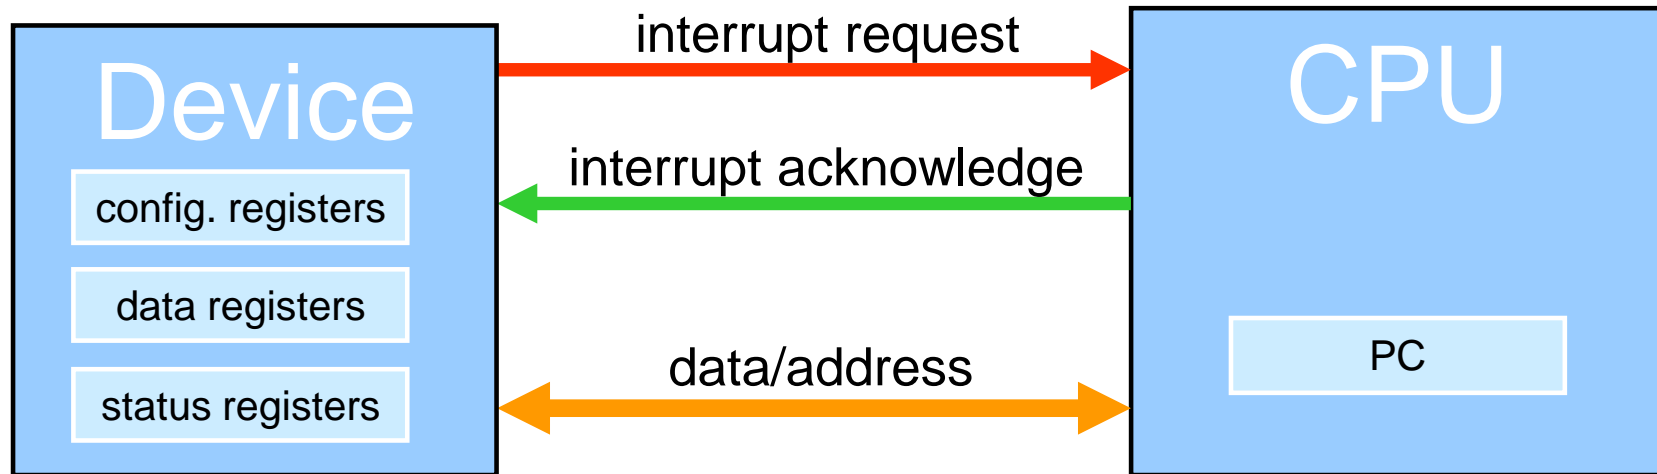 Device
config. registers
data registers
status registers
interrupt request
interrupt acknowledge
data/address
CPU
PC